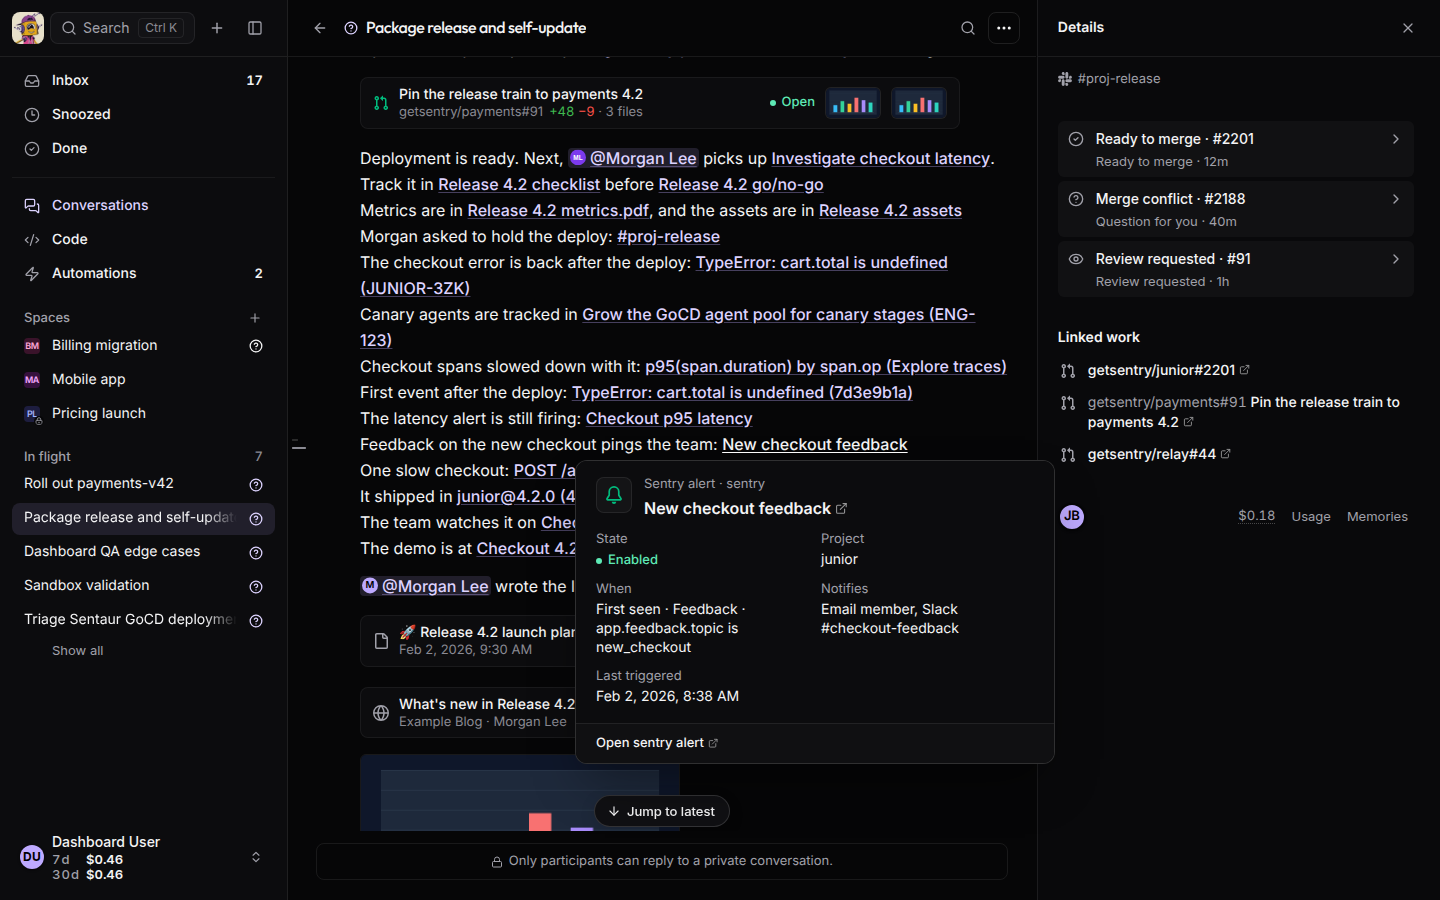 Search Ctrl K
Inbox 17
Snoozed
Done
Conversations
Code
Automations 2
Spaces
BM Billing migration
MA Mobile app
PL Pricing launch
In flight 7
Roll out payments-v42
Package release and self-updat
Dashboard QA edge cases
Sandbox validation
Triage Sentaur GoCD deployme
Show all
DU Dashboard User
7d $0.46
30d $0.46
Package release and self-update
Pin the release train to payments 4.2
getsentry/payments#91 +48 −9 · 3 files
Open
Deployment is ready. Next, ML @Morgan Lee picks up Investigate checkout latency.
Track it in Release 4.2 checklist before Release 4.2 go/no-go
Metrics are in Release 4.2 metrics.pdf, and the assets are in Release 4.2 assets
Morgan asked to hold the deploy: #proj-release
The checkout error is back after the deploy: TypeError: cart.total is undefined
(JUNIOR-3ZK)
Canary agents are tracked in Grow the GoCD agent pool for canary stages (ENG-
123)
Checkout spans slowed down with it: p95(span.duration) by span.op (Explore traces)
First event after the deploy: TypeError: cart.total is undefined (7d3e9b1a)
The latency alert is still firing: Checkout p95 latency
Feedback on the new checkout pings the team: New checkout feedback
One slow checkout: POST /a
It shipped in junior@4.2.0 (4
The team watches it on Chec
The demo is at Checkout 4.2
M @Morgan Lee wrote the l
🚀 Release 4.2 launch plan
Feb 2, 2026, 9:30 AM
What's new in Release 4.2
Example Blog · Morgan Lee
Sentry alert · sentry
New checkout feedback
State
Enabled
Project
junior
When
First seen · Feedback ·
app.feedback.topic is
new_checkout
Notifies
Email member, Slack
#checkout-feedback
Last triggered
Feb 2, 2026, 8:38 AM
Open sentry alert
Jump to latest
Only participants can reply to a private conversation.
Details
#proj-release
Ready to merge · #2201
Ready to merge · 12m
Merge conflict · #2188
Question for you · 40m
Review requested · #91
Review requested · 1h
Linked work
getsentry/junior#2201
getsentry/payments#91 Pin the release train to
payments 4.2
getsentry/relay#44
JB $0.18 Usage Memories